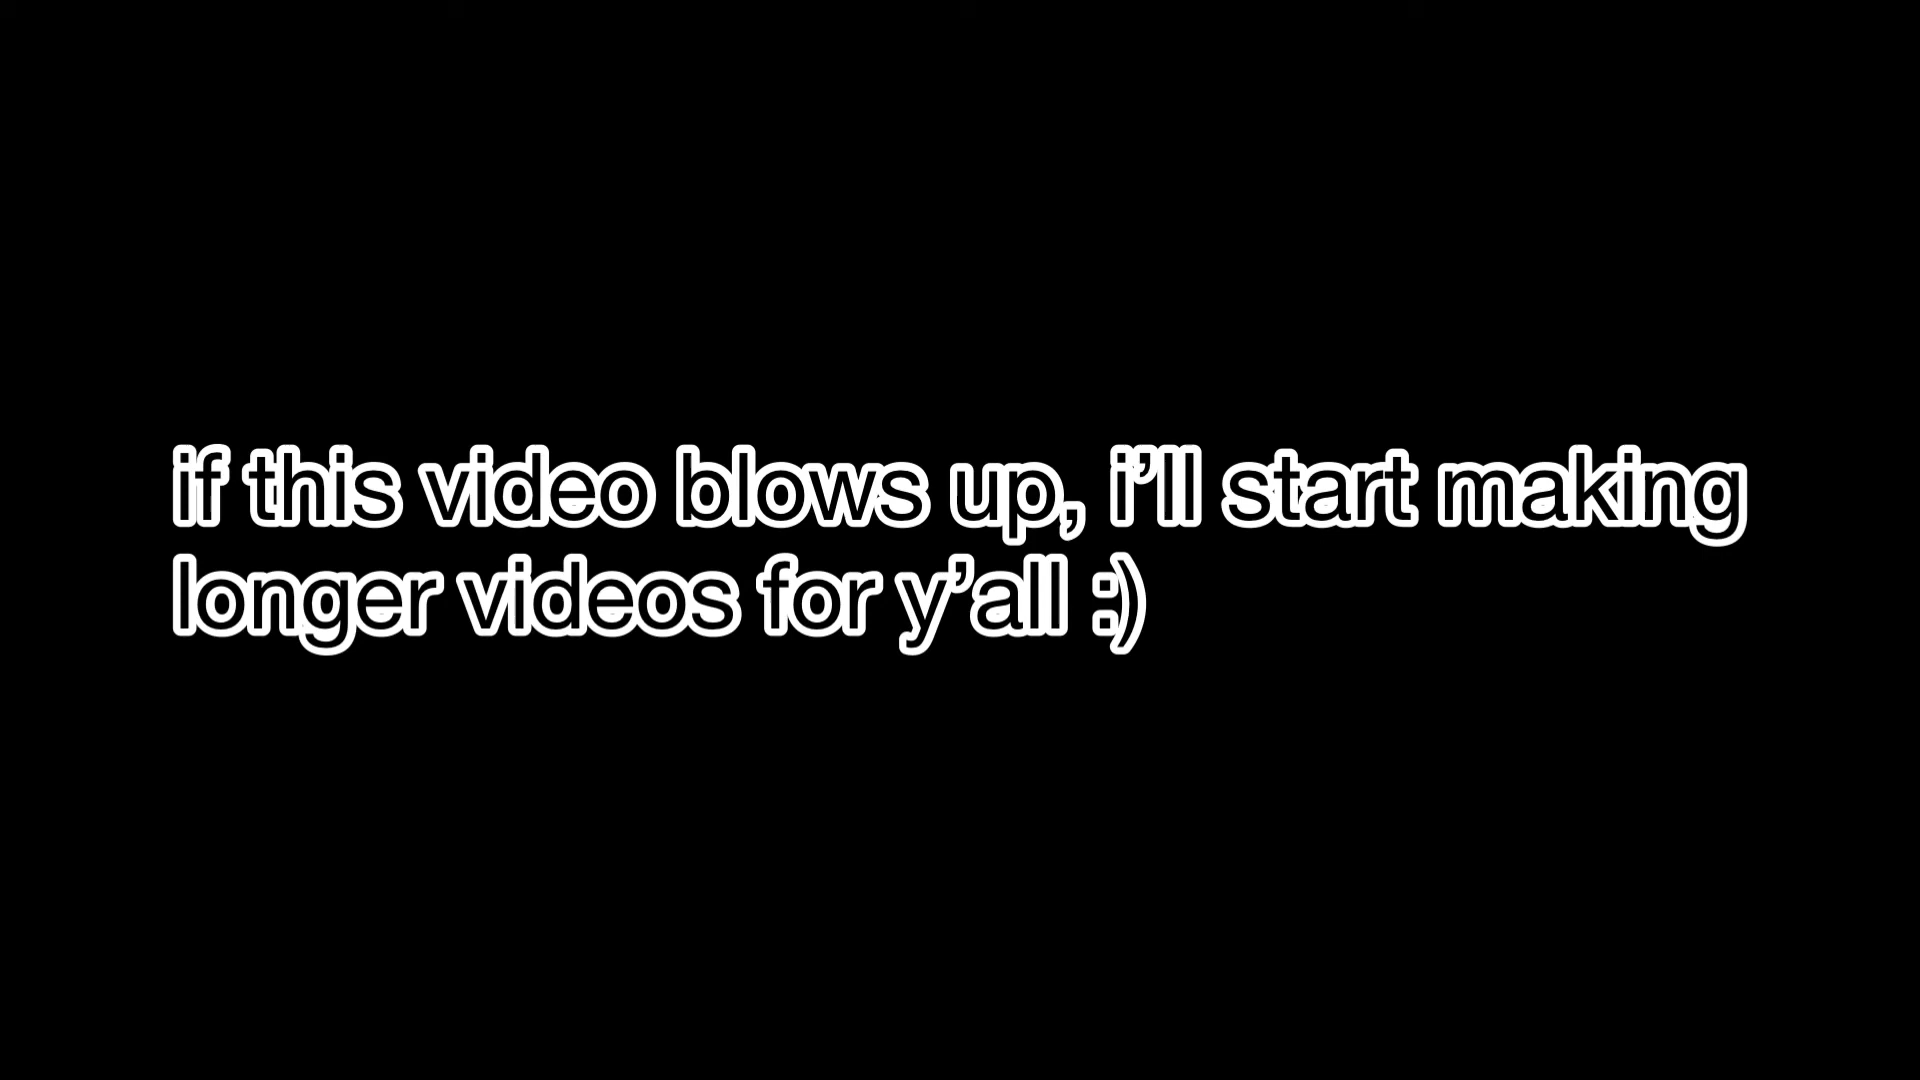 if this video blows up, i’ll start making
longer videos for y’all :)